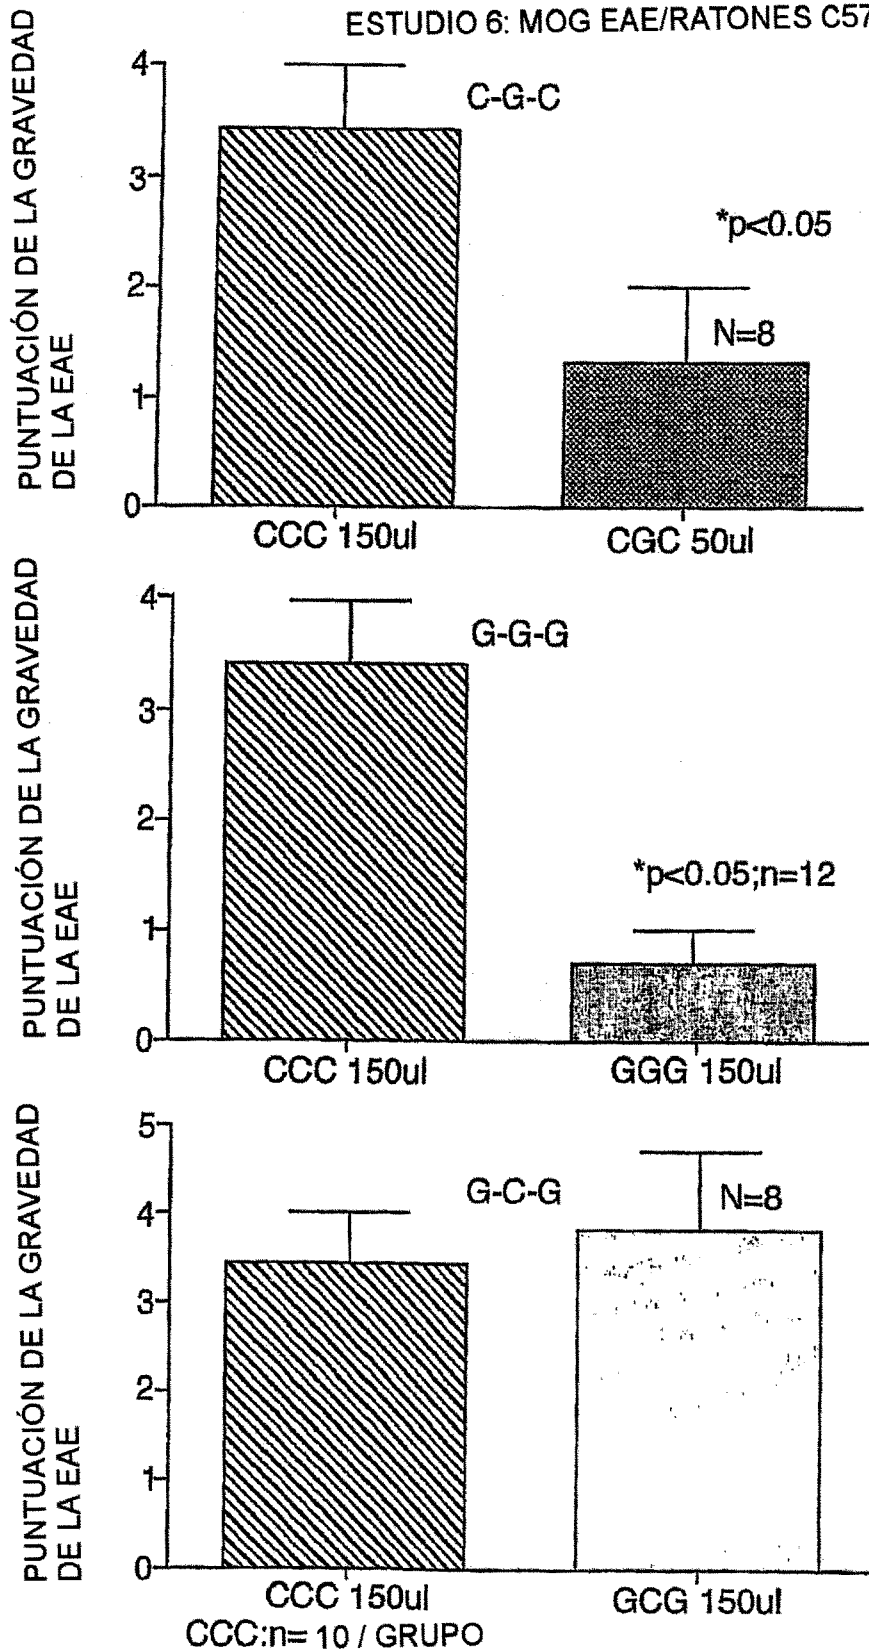 ESTUDIO 6: MOG EAE/RATONES C57
PUNTUACIÓN DE LA GRAVEDAD
DE LA EAE
4
3
2
1
0
C-G-C
*p<0.05
N=8
CCC 150ul
CGC 50ul
PUNTUACIÓN DE LA GRAVEDAD
DE LA EAE
4
3
2
1
0
G-G-G
*p<0.05;n=12
CCC 150ul
GGG 150ul
PUNTUACIÓN DE LA GRAVEDAD
DE LA EAE
5
4
3
2
1
0
G-C-G
N=8
CCC 150ul
GCG 150ul
CCC:n= 10 / GRUPO